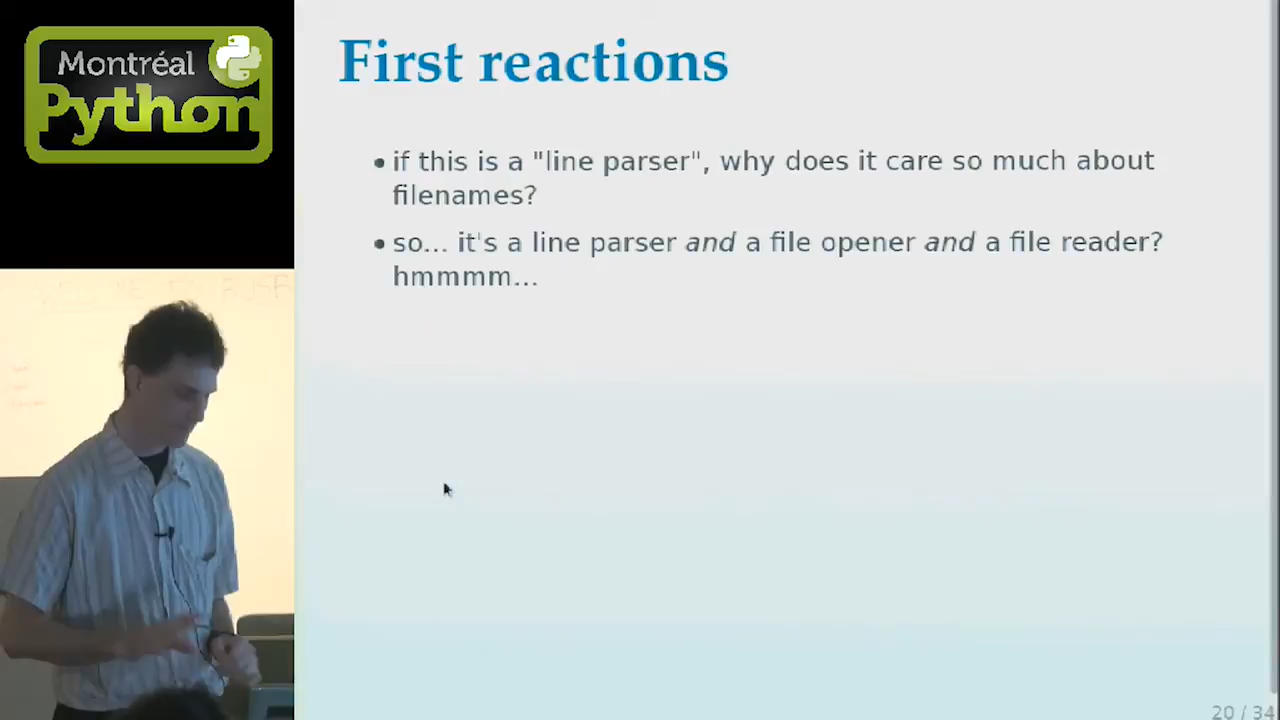 Montréal
Python
First reactions
• if this is a "line parser", why does it care so much about
filenames?
• so... it's a line parser and a file opener and a file reader?
hmmmm...
20 / 34